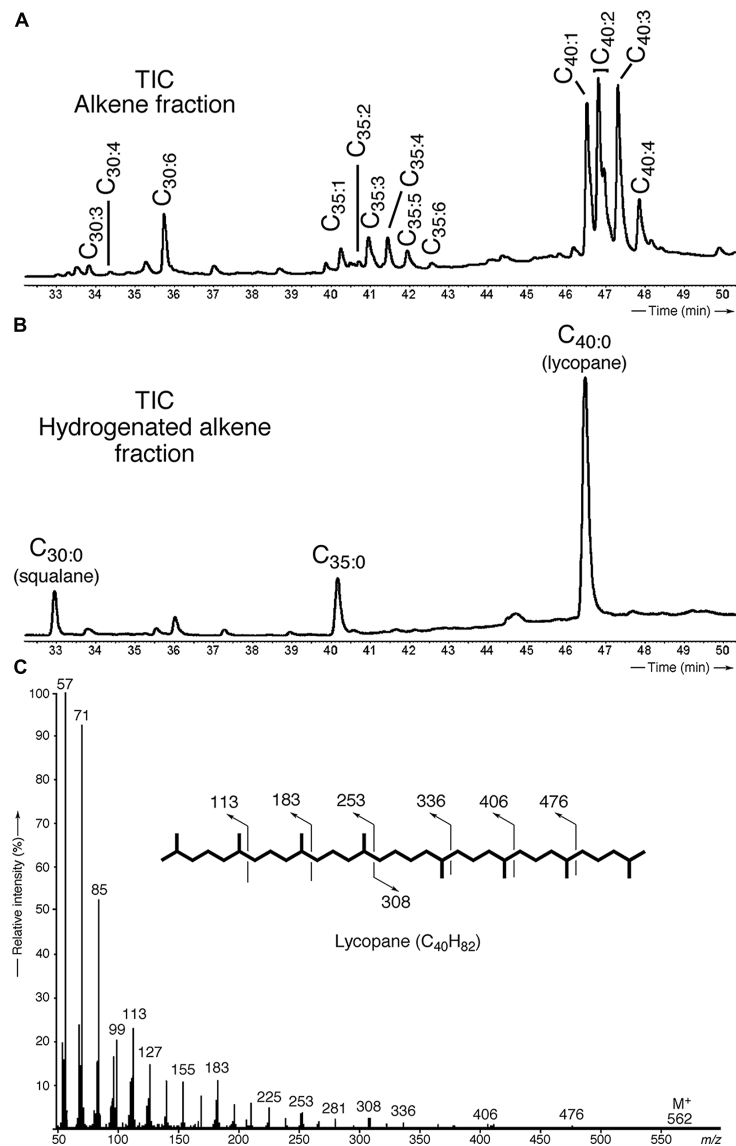 A
TIC
Alkene fraction
C30:3
C30:4
C30:6
C35:1
C35:2
C35:3
C35:4
C35:5
C35:6
C40:1
C40:2
C40:3
C40:4
33 34 35 36 37 38 39 40 41 42 43 44 45 46 47 48 49 50
Time (min)
B
TIC
Hydrogenated alkene
fraction
C30:0
(squalane)
C35:0
C40:0
(lycopane)
33 34 35 36 37 38 39 40 41 42 43 44 45 46 47 48 49 50
Time (min)
C
Relative intensity (%)
100
90
80
70
60
50
40
30
20
10
57
71
85
99
113
127
155
183
225
253
281
308
336
406
476
M+
562
113 183 253 336 406 476
308
Lycopane (C40H82)
50 100 150 200 250 300 350 400 450 500 550 m/z